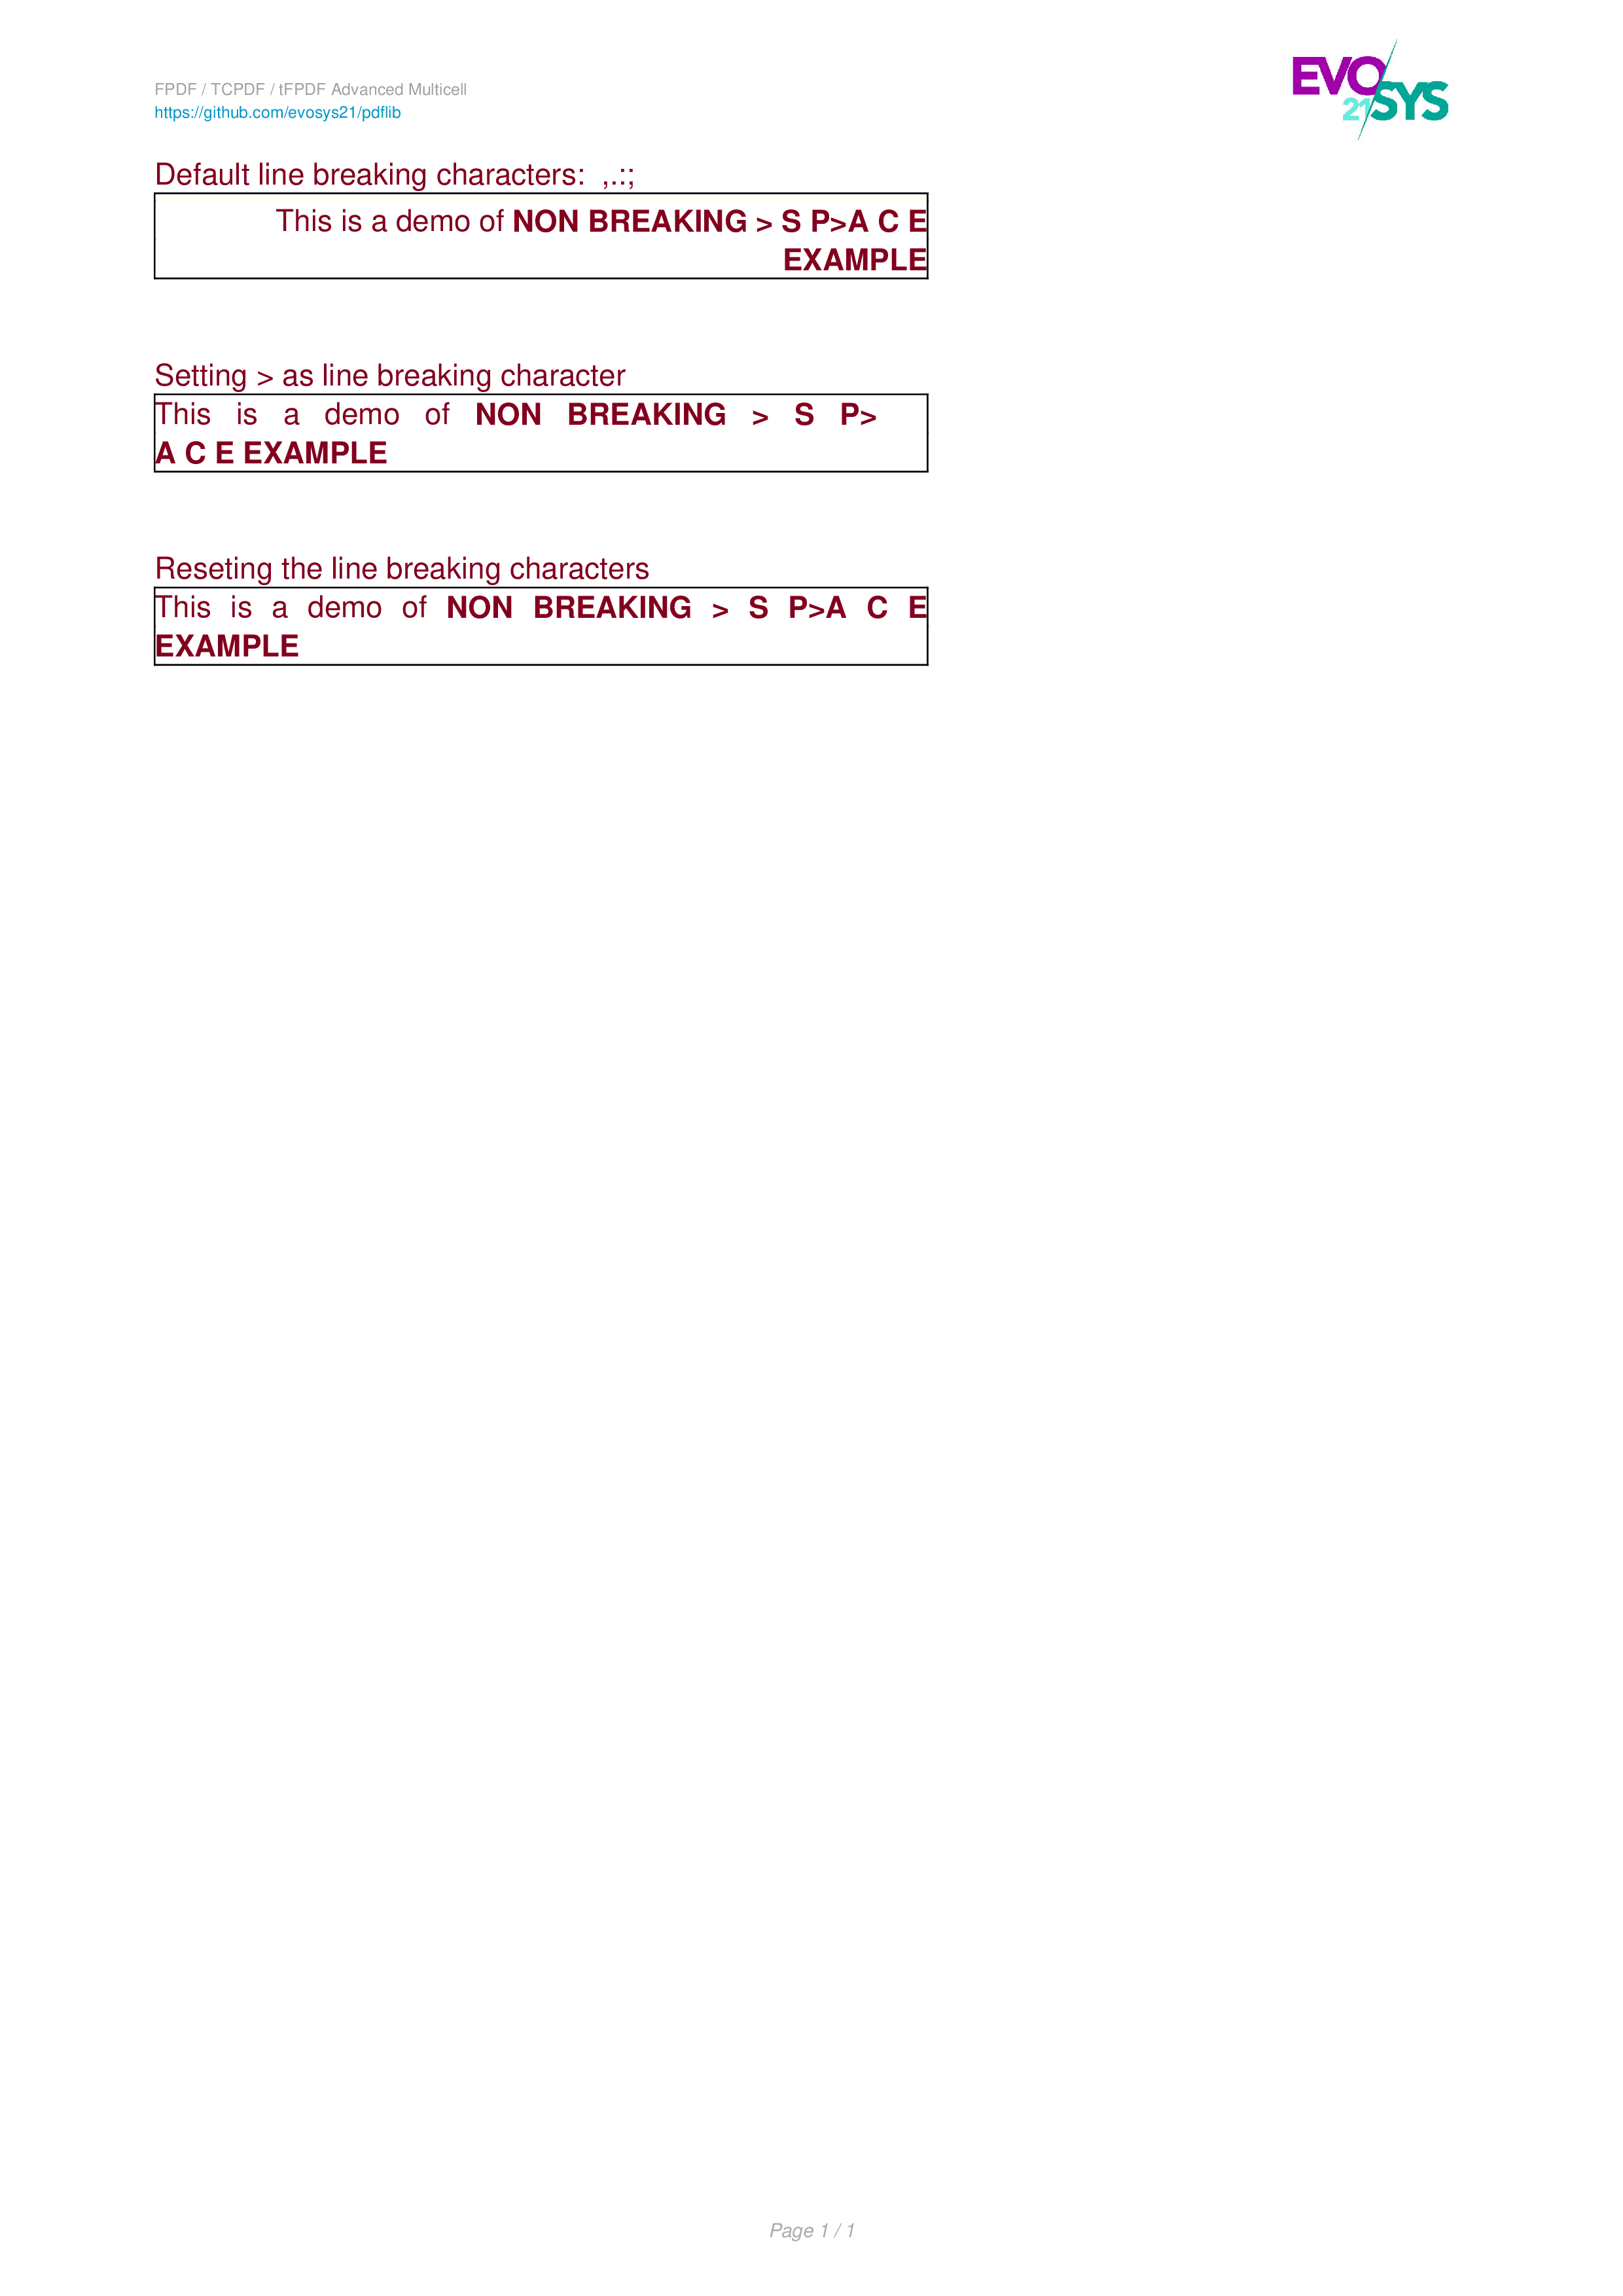 FPDF / TCPDF / tFPDF Advanced Multicell
https://github.com/evosys21/pdflib
EVO
21 SYS
Default line breaking characters:  ,.:;
This is a demo of NON BREAKING > S P>A C E
EXAMPLE
Setting > as line breaking character
This is a demo of NON BREAKING > S P>
A C E EXAMPLE
Reseting the line breaking characters
This is a demo of NON BREAKING > S P>A C E
EXAMPLE
Page 1 / 1